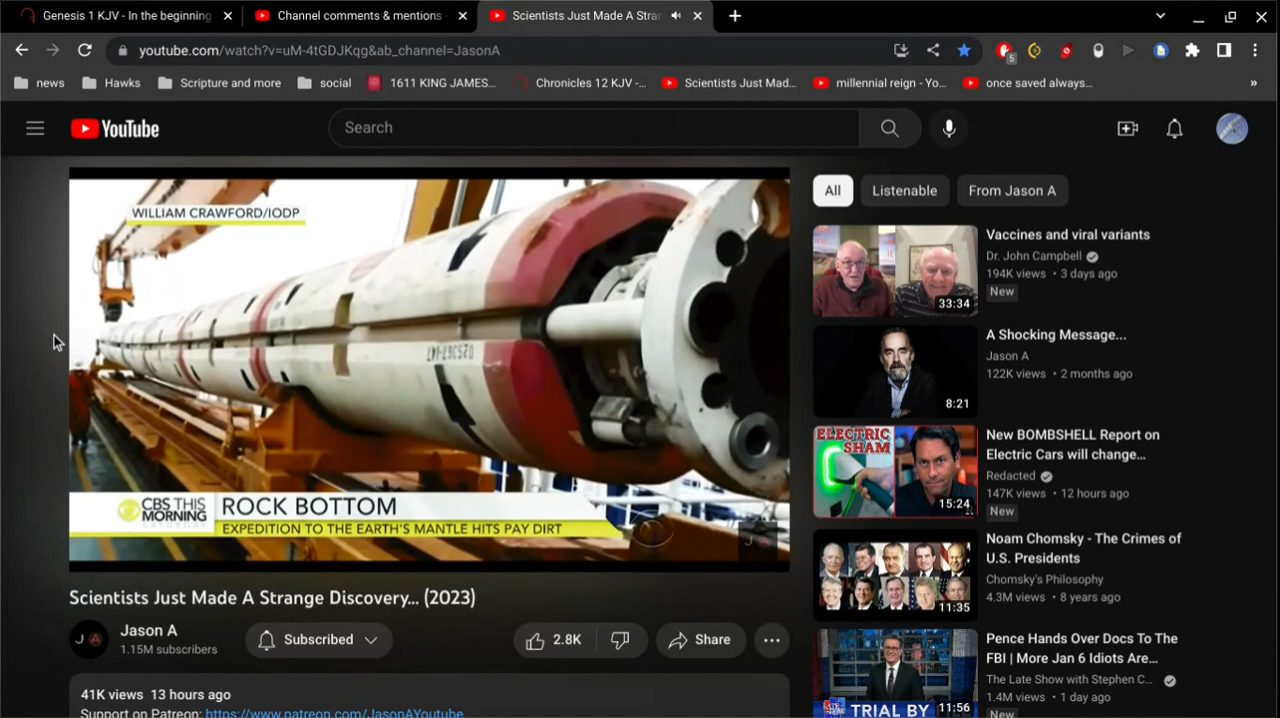 Genesis 1 KJV - In the beginning
Channel comments & mentions
Scientists Just Made A Stran
youtube.com/watch?v=uM-4tGDJKqg&ab_channel=JasonA
5
news
Hawks
Scripture and more
social
1611 KING JAMES...
Chronicles 12 KJV -...
Scientists Just Mad...
millennial reign - Yo...
once saved always...
»
YouTube
Search
WILLIAM CRAWFORD/IODP
025367-147
CBS THIS
MORNING
SATURDAY
ROCK BOTTOM
EXPEDITION TO THE EARTH'S MANTLE HITS PAY DIRT
J A
Scientists Just Made A Strange Discovery... (2023)
J A
Jason A
1.15M subscribers
Subscribed
2.8K
Share
41K views 13 hours ago
Support on Patreon: https://www.patreon.com/JasonAYoutube
All
Listenable
From Jason A
33:34
Vaccines and viral variants
Dr. John Campbell
194K views • 3 days ago
New
8:21
A Shocking Message...
Jason A
122K views • 2 months ago
ELECTRIC
SHAM
15:24
New BOMBSHELL Report on
Electric Cars will change...
Redacted
147K views • 12 hours ago
New
11:35
Noam Chomsky - The Crimes of
U.S. Presidents
Chomsky's Philosophy
4.3M views • 8 years ago
TRIAL BY
11:56
Pence Hands Over Docs To The
FBI | More Jan 6 Idiots Are...
The Late Show with Stephen C...
1.4M views • 1 day ago
New